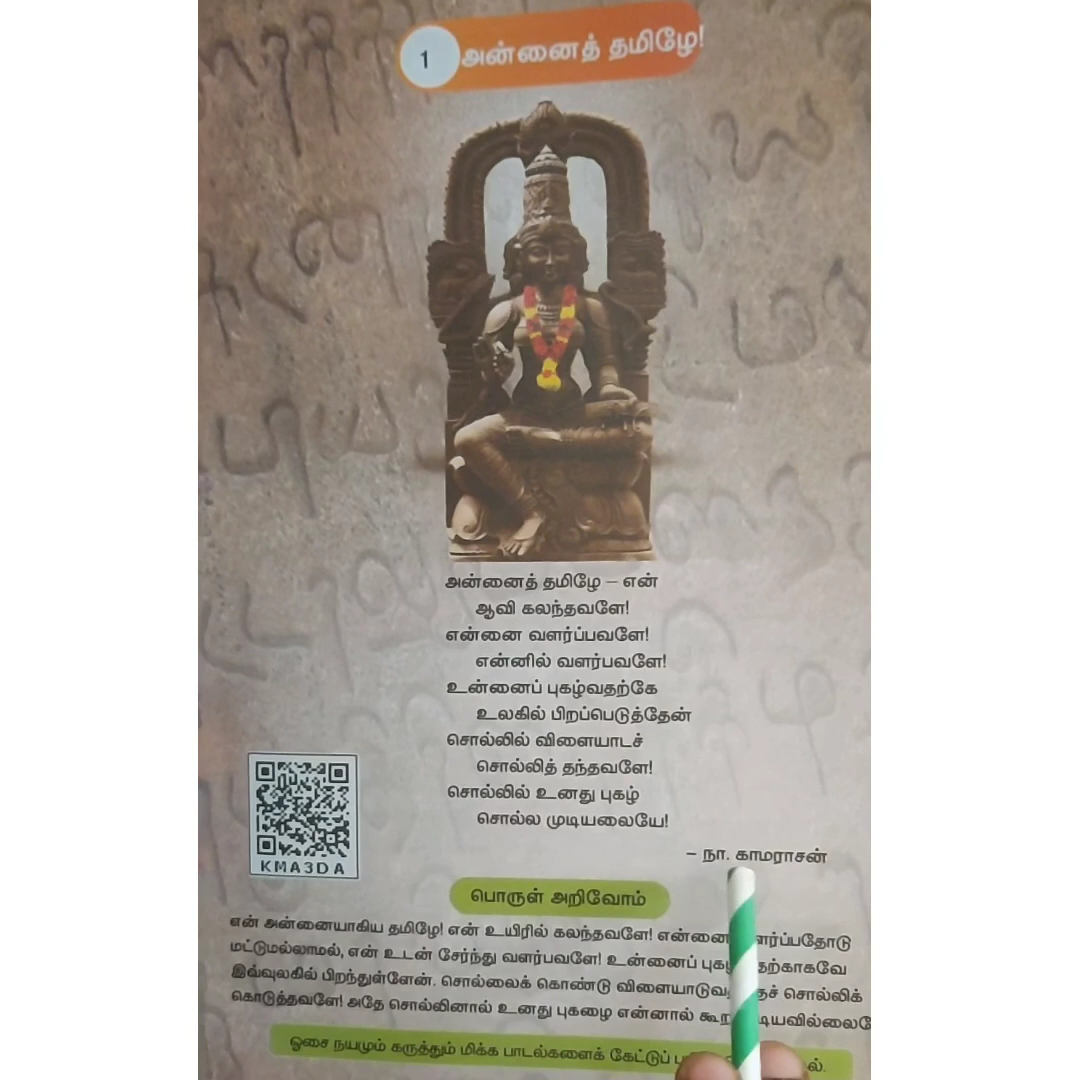 1 அன்னைத் தமிழே!
அன்னைத் தமிழே – என்
ஆவி கலந்தவளே!
என்னை வளர்ப்பவளே!
என்னில் வளர்பவளே!
உன்னைப் புகழ்வதற்கே
உலகில் பிறப்பெடுத்தேன்
சொல்லில் விளையாடச்
சொல்லித் தந்தவளே!
சொல்லில் உனது புகழ்
சொல்ல முடியலையே!
– நா. காமராசன்
KMA3DA
பொருள் அறிவோம்
என் அன்னையாகிய தமிழே! என் உயிரில் கலந்தவளே! என்னை
மட்டுமல்லாமல், என் உடன் சேர்ந்து வளர்பவளே! உன்னைப்
இவ்வுலகில் பிறந்துள்ளேன். சொல்லைக் கொண்டு சொல்லிக்
கொடுத்தவளே! அதே சொல்லினால் உனது புகழை என்னால்
ஓசை நயமும் கருத்தும் மிக்க பாடல்களைக் கேட்டுப்